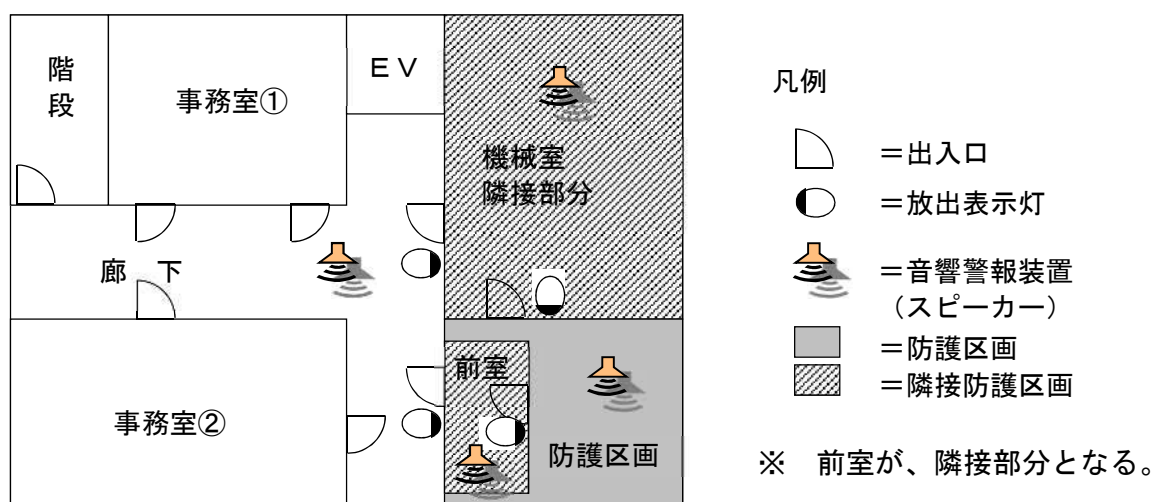 階
段
事務室①
ＥＶ
機械室
隣接部分
廊　下
前室
事務室②
防護区画
凡例
＝出入口
＝放出表示灯
＝音響警報装置
（スピーカー）
＝防護区画
＝隣接防護区画
※　前室が、隣接部分となる。